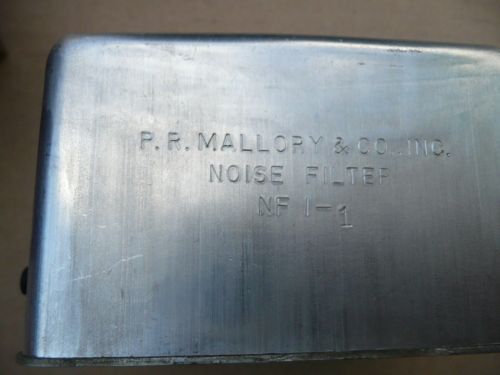 P.R. MALLORY & CO., INC.
NOISE FILTER
NF 1-1